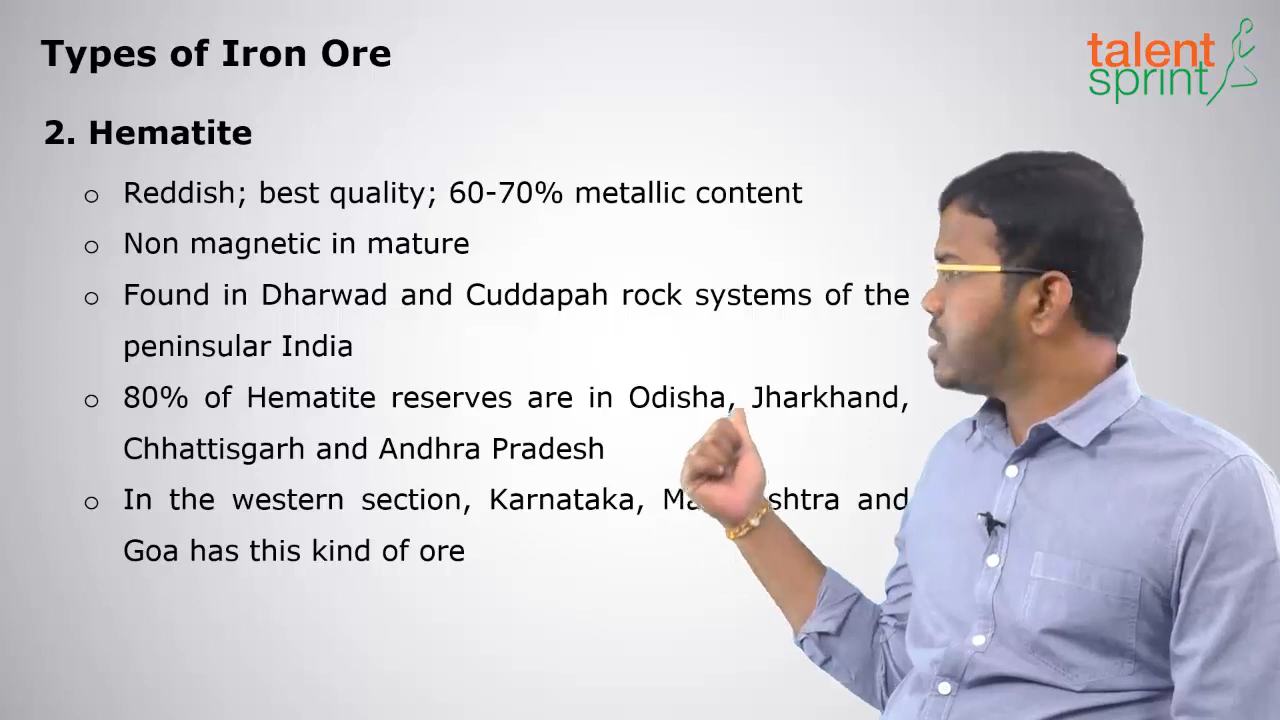 Types of Iron Ore
talent
sprint
2. Hematite
o Reddish; best quality; 60-70% metallic content
o Non magnetic in mature
o Found in Dharwad and Cuddapah rock systems of the
peninsular India
o 80% of Hematite reserves are in Odisha, Jharkhand,
Chhattisgarh and Andhra Pradesh
o In the western section, Karnataka, and
Goa has this kind of ore